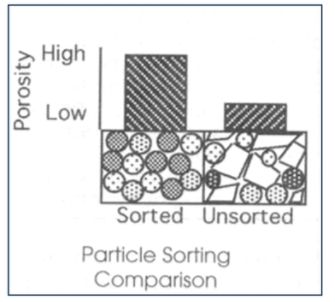 High
Porosity
Low
Sorted Unsorted
Particle Sorting
Comparison